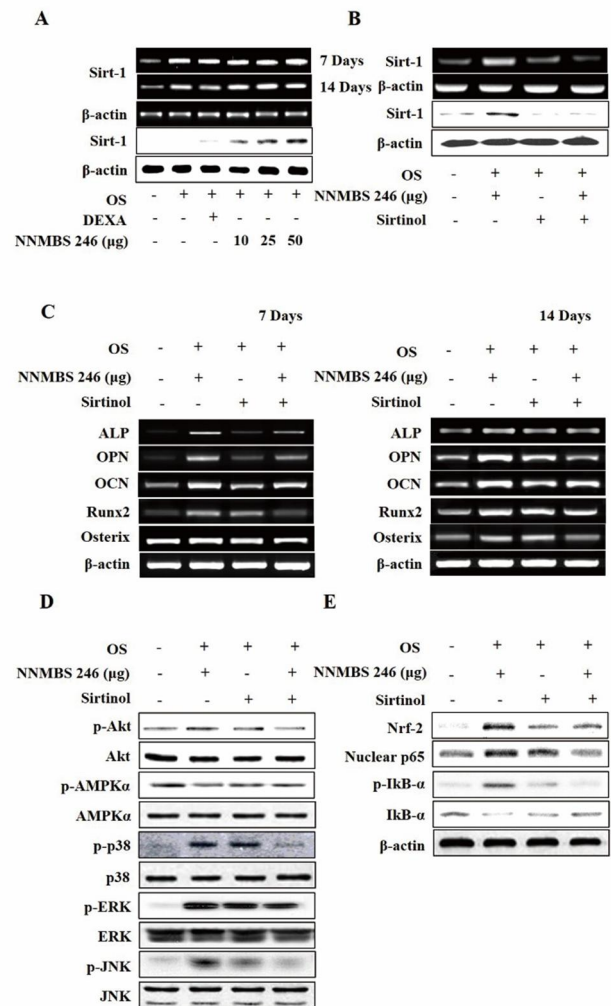 A
Sirt-1
7 Days
14 Days
β-actin
Sirt-1
β-actin
OS - + + + + +
DEXA - - + - - -
NNMBS 246 (μg) - - - 10 25 50
B
Sirt-1
β-actin
Sirt-1
β-actin
OS - + + +
NNMBS 246 (μg) - + - +
Sirtinol - - + +
C
7 Days
OS - + + +
NNMBS 246 (μg) - + - +
Sirtinol - - + +
ALP
OPN
OCN
Runx2
Osterix
β-actin
14 Days
OS - + + +
NNMBS 246 (μg) - + - +
Sirtinol - - + +
ALP
OPN
OCN
Runx2
Osterix
β-actin
D
OS - + + +
NNMBS 246 (μg) - + - +
Sirtinol - - + +
p-Akt
Akt
p-AMPKα
AMPKα
p-p38
p38
p-ERK
ERK
p-JNK
JNK
E
OS - + + +
NNMBS 246 (μg) - + - +
Sirtinol - - + +
Nrf-2
Nuclear p65
p-IkB-α
IkB-α
β-actin